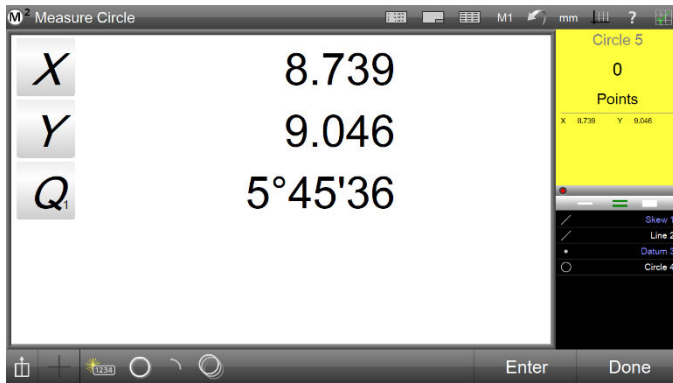 M2 Measure Circle M1 mm ?
Circle 5
0
Points
X 8.739 Y 9.046
X 8.739
Y 9.046
Q1 5°45'36
Skew 1
Line 2
Datum 3
Circle 4
1234
Enter Done